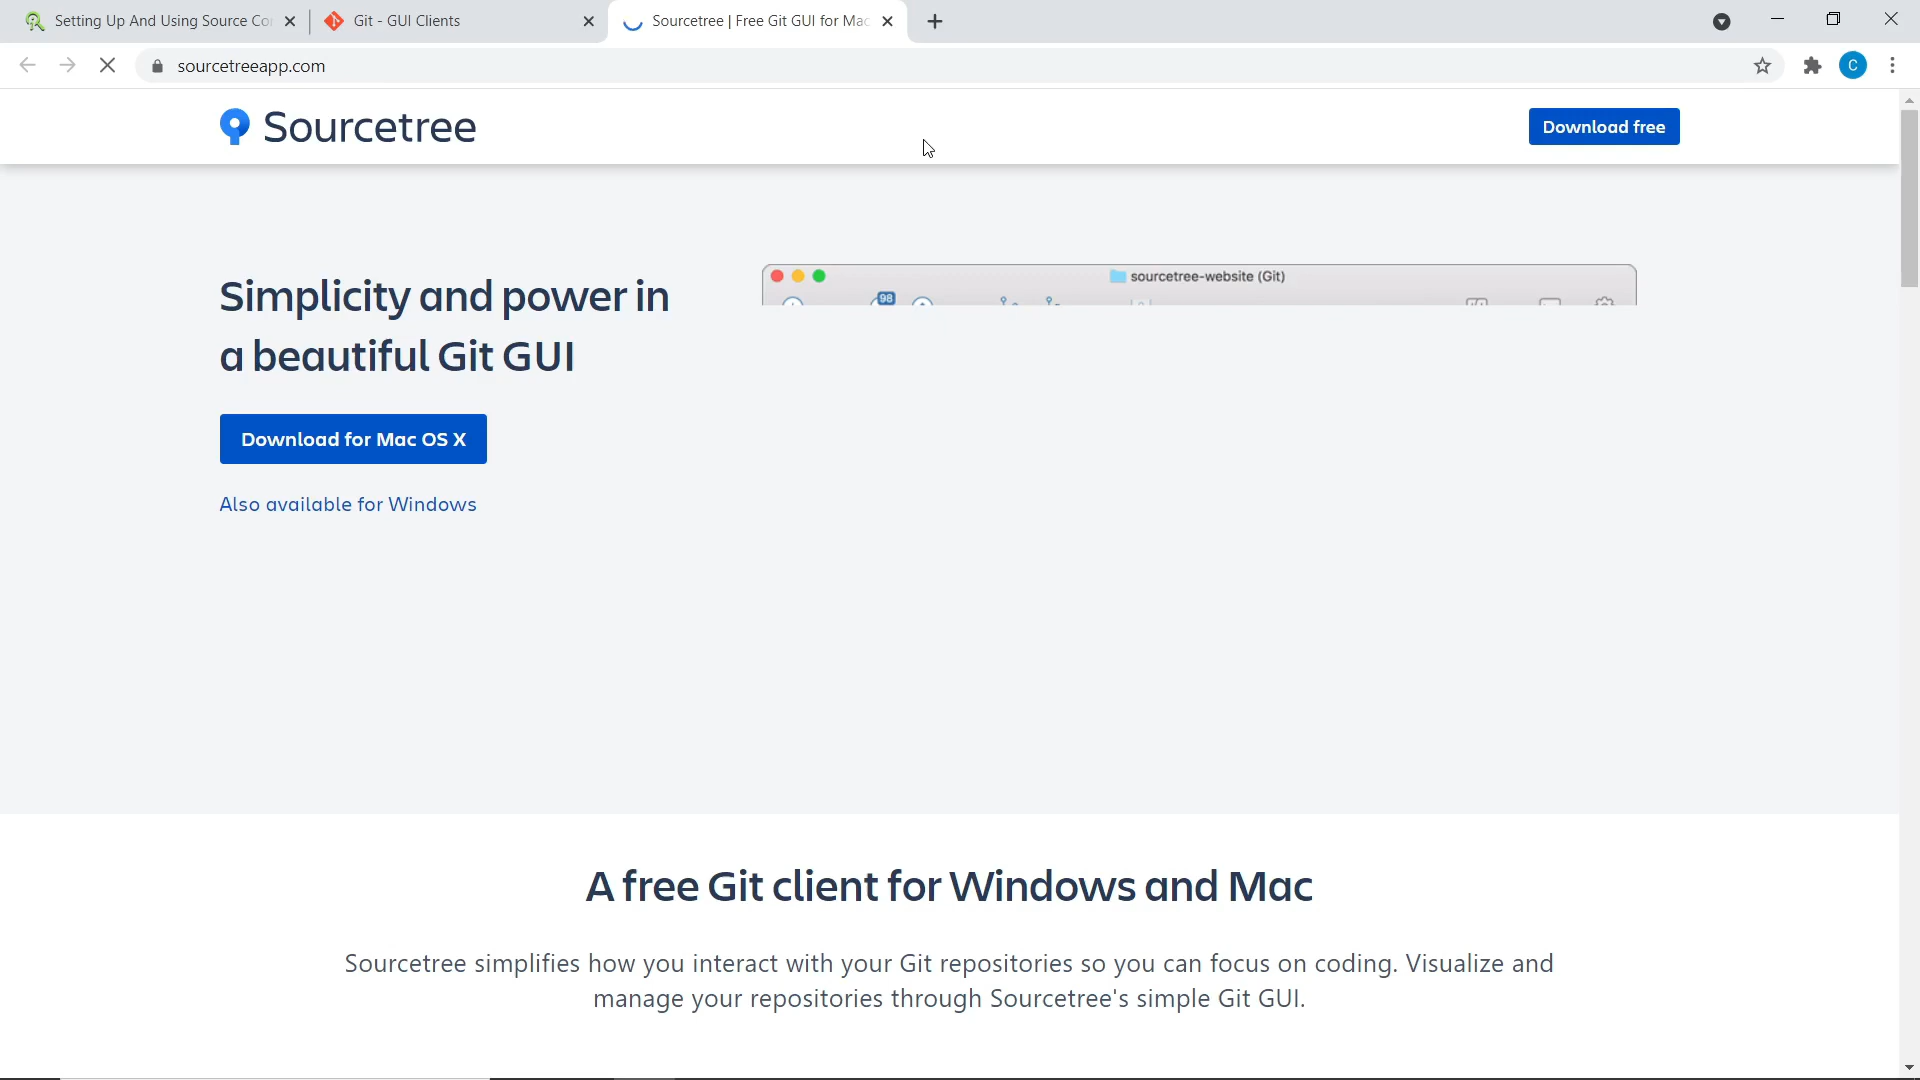 Setting Up And Using Source Co
Git - GUI Clients
Sourcetree | Free Git GUI for Mac
sourcetreeapp.com
C
Sourcetree
Download free
Simplicity and power in
a beautiful Git GUI
sourcetree-website (Git)
98
Download for Mac OS X
Also available for Windows
A free Git client for Windows and Mac
Sourcetree simplifies how you interact with your Git repositories so you can focus on coding. Visualize and
manage your repositories through Sourcetree's simple Git GUI.